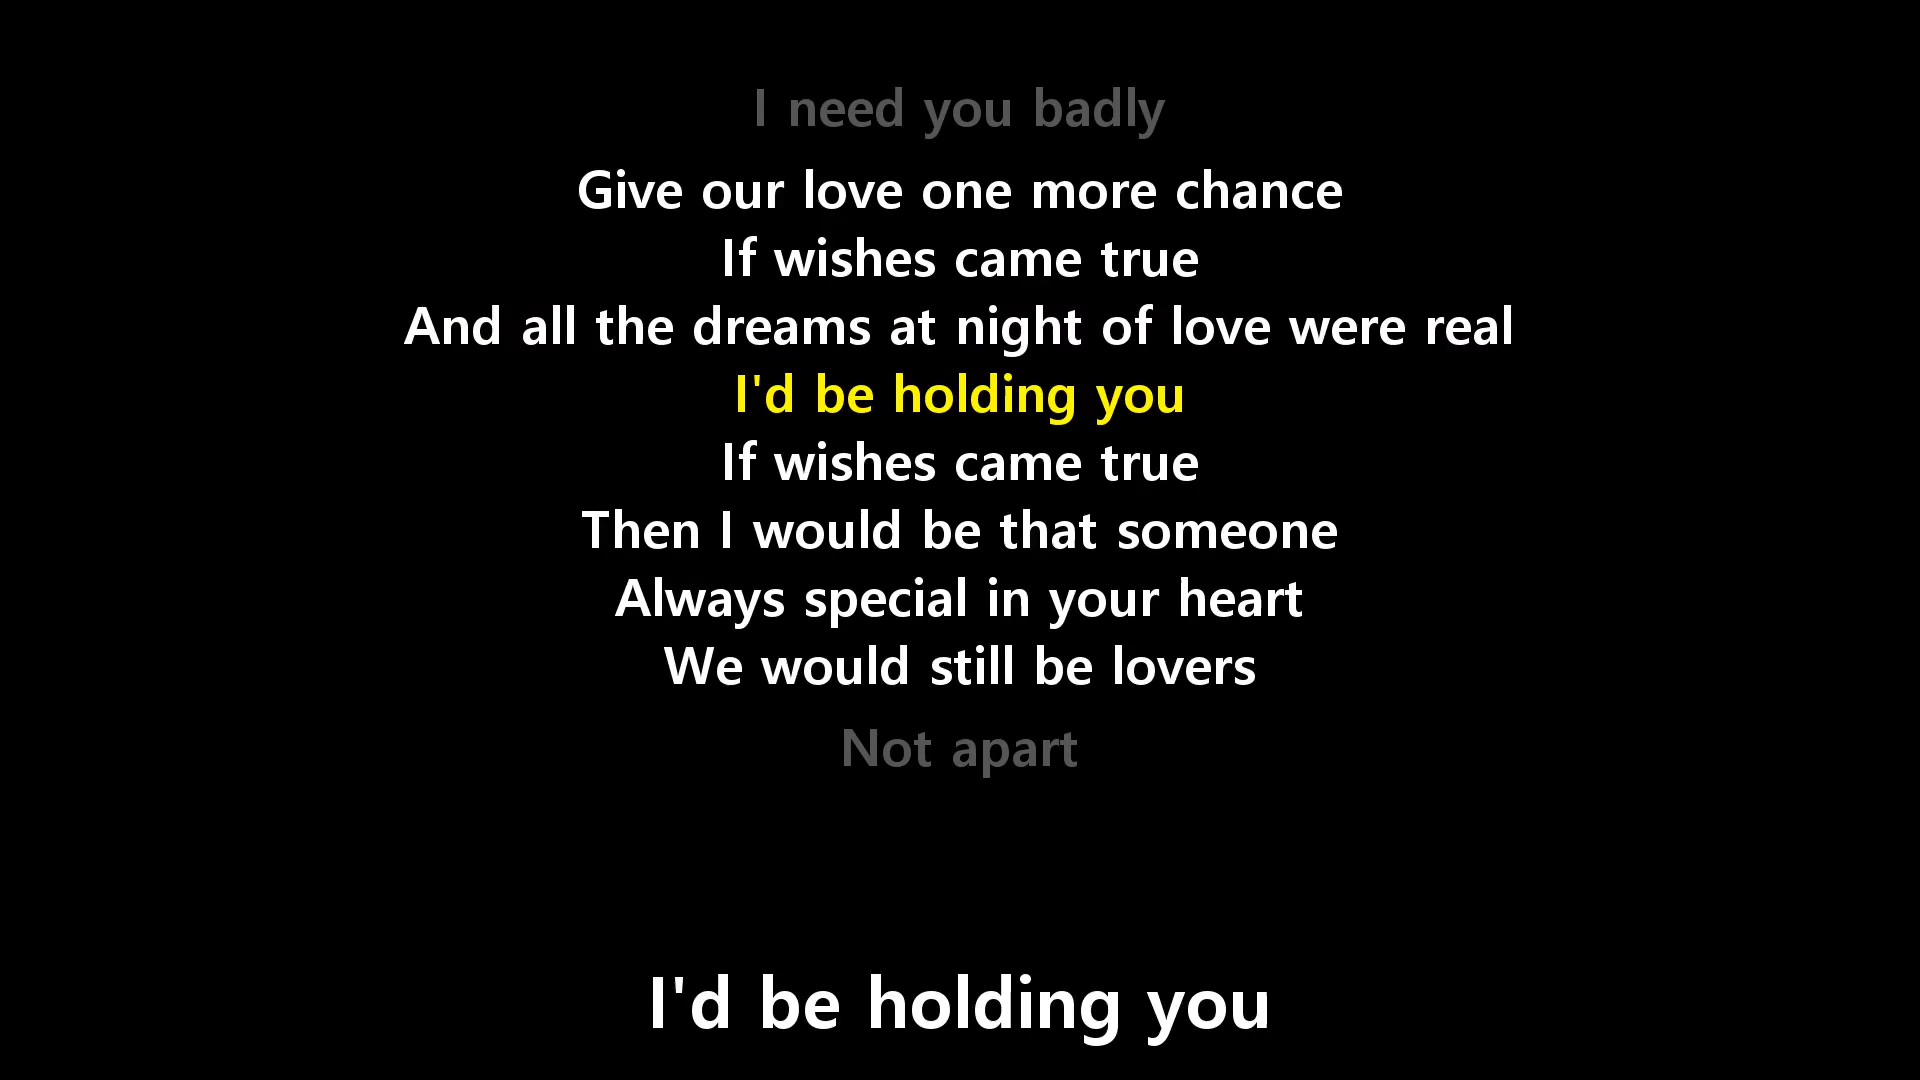 I need you badly
Give our love one more chance
If wishes came true
And all the dreams at night of love were real
I'd be holding you
If wishes came true
Then I would be that someone
Always special in your heart
We would still be lovers
Not apart
I'd be holding you